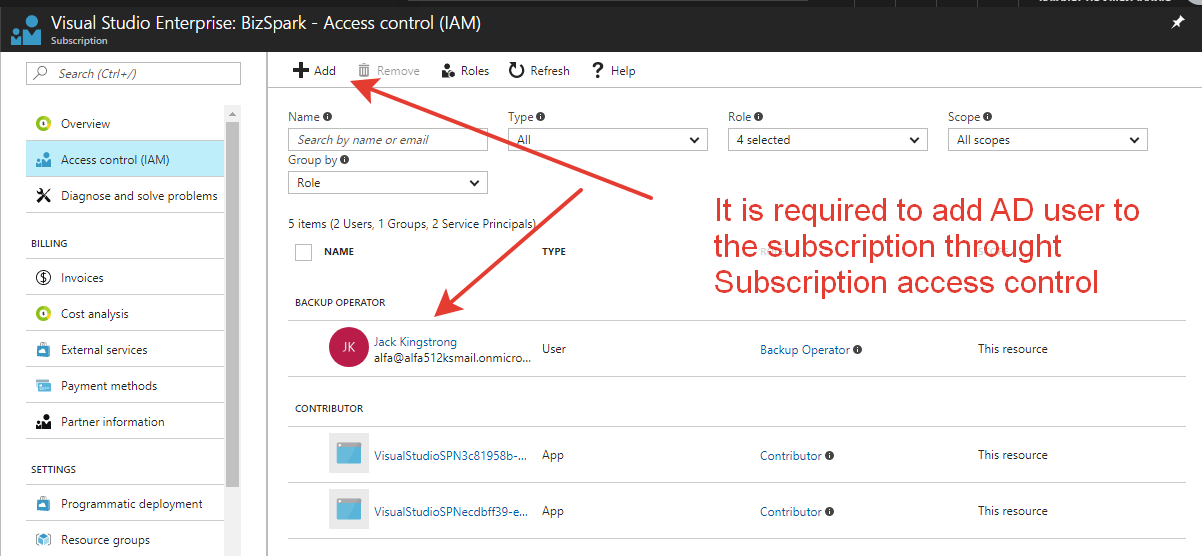 Visual Studio Enterprise: BizSpark - Access control (IAM)
Subscription
Search (Ctrl+/)
Overview
Access control (IAM)
Diagnose and solve problems
BILLING
Invoices
Cost analysis
External services
Payment methods
Partner information
SETTINGS
Programmatic deployment
Resource groups
Add Remove Roles Refresh Help
Name Type Role Scope
Search by name or email All 4 selected All scopes
Group by
Role
5 items (2 Users, 1 Groups, 2 Service Principals)
NAME TYPE
It is required to add AD user to
the subscription throught
Subscription access control
BACKUP OPERATOR
JK Jack Kingstrong
alfa@alfa512ksmail.onmicro... User Backup Operator This resource
CONTRIBUTOR
VisualStudioSPN3c81958b-... App Contributor This resource
VisualStudioSPNecdbff39-e... App Contributor This resource